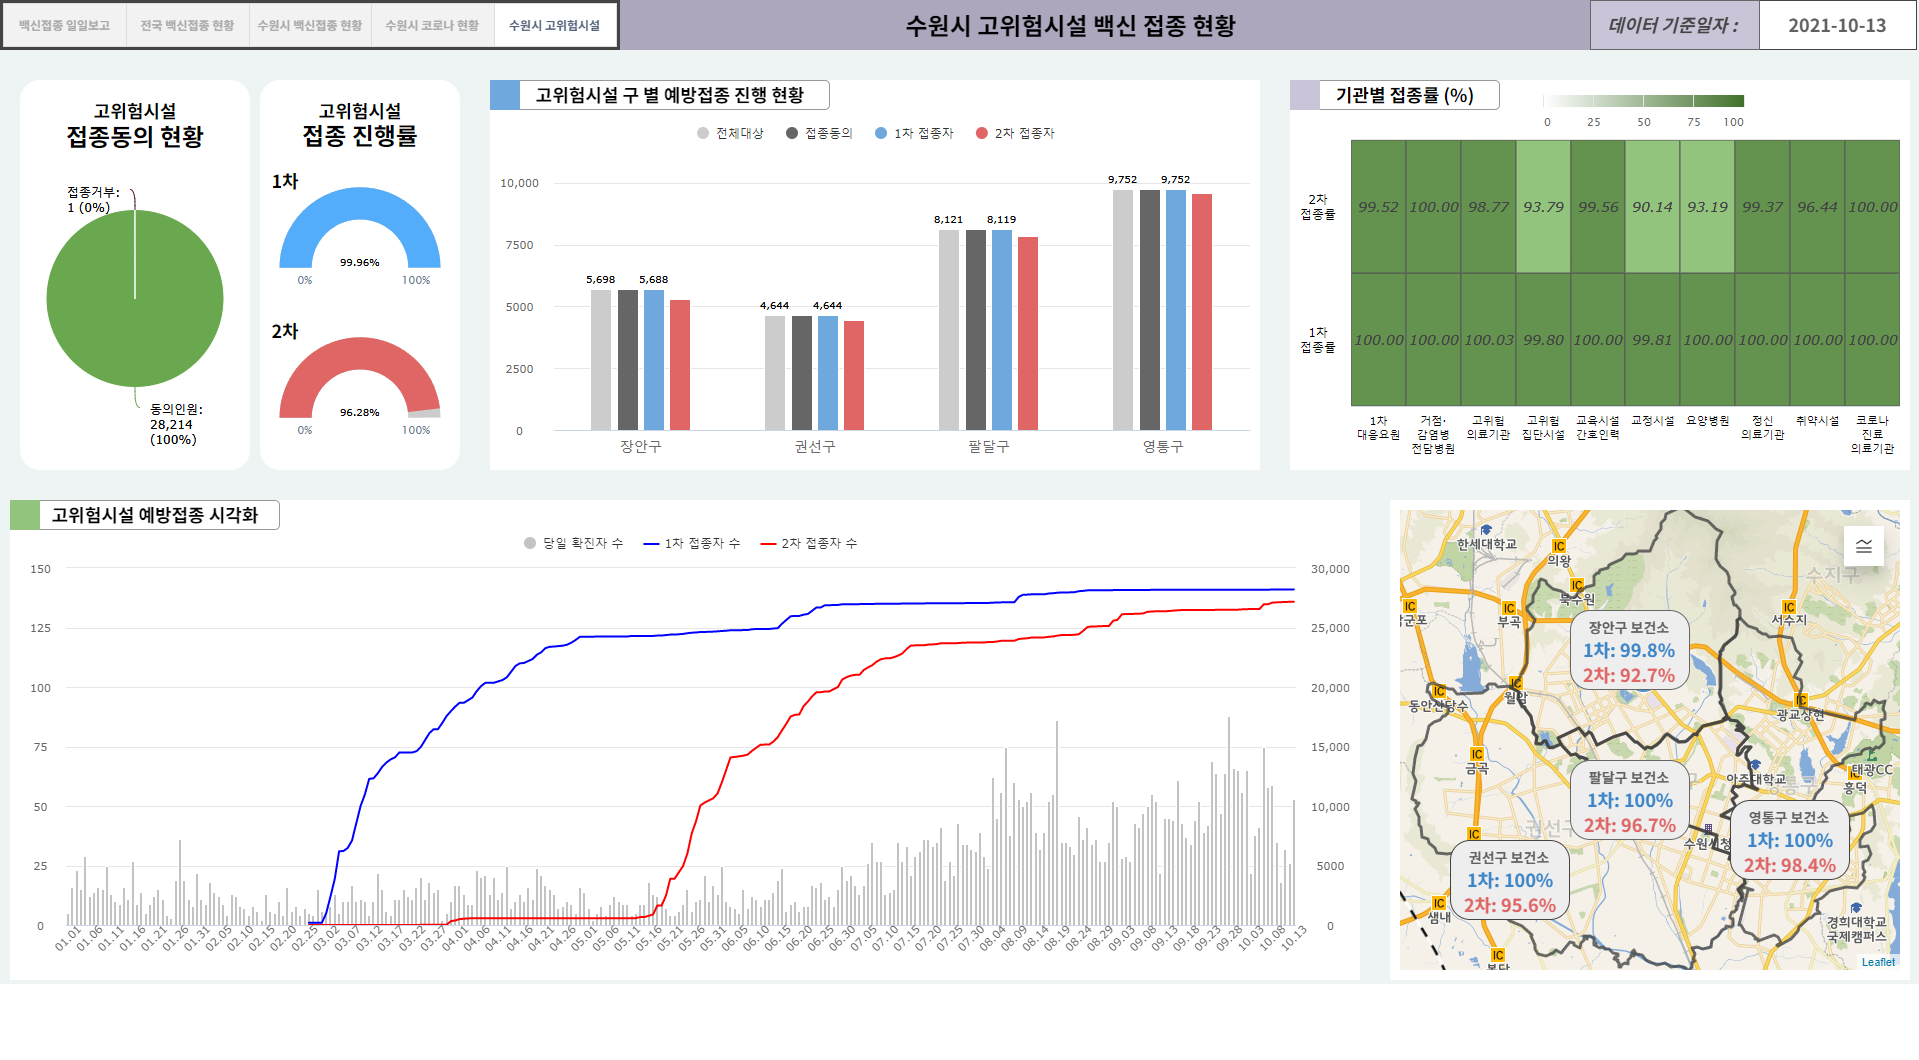 백신접종 일일보고
전국 백신접종 현황
수원시 백신접종 현황
수원시 코로나 현황
수원시 고위험시설
수원시 고위험시설 백신 접종 현황
데이터 기준일자 :
2021-10-13
고위험시설
접종동의 현황
접종거부:
1 (0%)
동의인원:
28,214
(100%)
고위험시설
접종 진행률
1차
99.96%
0%
100%
2차
96.28%
0%
100%
고위험시설 구 별 예방접종 진행 현황
전체대상
접종동의
1차 접종자
2차 접종자
10,000
7500
5000
2500
0
5,698
5,688
4,644
4,644
8,121
8,119
9,752
9,752
장안구
권선구
팔달구
영통구
기관별 접종률 (%)
0 25 50 75 100
2차
접종률
99.52 100.00 98.77 93.79 99.56 90.14 93.19 99.37 96.44 100.00
1차
접종률
100.00 100.00 100.03 99.80 100.00 99.81 100.00 100.00 100.00 100.00
1차
대응요원
거점·
감염병
전담병원
고위험
의료기관
고위험
집단시설
교육시설
간호인력
교정시설
요양병원
정신
의료기관
취약시설
코로나
진료
의료기관
고위험시설 예방접종 시각화
당일 확진자 수
1차 접종자 수
2차 접종자 수
150
125
100
75
50
25
0
30,000
25,000
20,000
15,000
10,000
5000
0
01.01 01.06 01.11 01.16 01.21 01.26 01.31 02.05 02.10 02.15 02.20 02.25 03.02 03.07 03.12 03.17 03.22 03.27 04.01 04.06 04.11 04.16 04.21 04.26 05.01 05.06 05.11 05.16 05.21 05.26 05.31 06.05 06.10 06.15 06.20 06.25 06.30 07.05 07.10 07.15 07.20 07.25 07.30 08.04 08.09 08.14 08.19 08.24 08.29 09.03 09.08 09.13 09.18 09.23 09.28 10.03 10.08 10.13
한세대학교
IC
의왕
수지구
IC
북수원
IC
IC
부곡
IC
서수지
장안구 보건소
1차: 99.8%
2차: 92.7%
IC
동안산당수
IC
월암
IC
광교상현
IC
금곡
팔달구 보건소
1차: 100%
2차: 96.7%
아주대학교
태광CC
IC
흥덕
권선구
IC
수원시청
영통구 보건소
1차: 100%
2차: 98.4%
권선구 보건소
1차: 100%
2차: 95.6%
IC
샘내
경희대학교
국제캠퍼스
IC
봉담
Leaflet